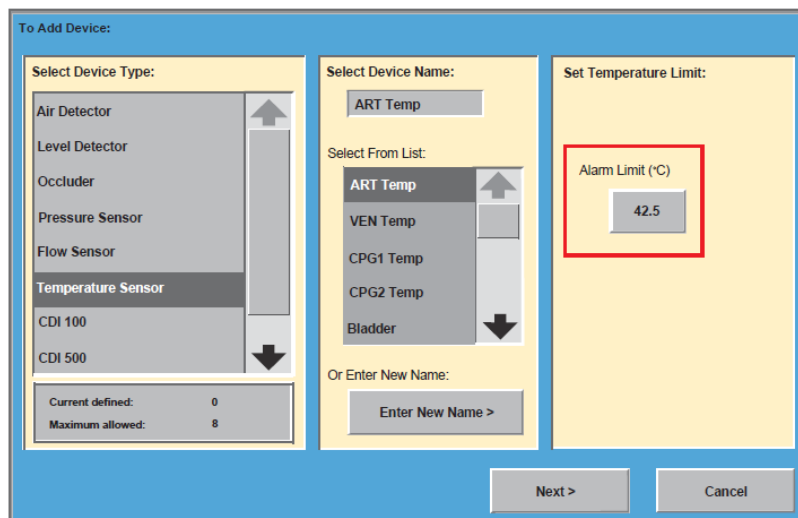 To Add Device:
Select Device Type:
Air Detector
Level Detector
Occluder
Pressure Sensor
Flow Sensor
Temperature Sensor
CDI 100
CDI 500
Current defined: 0
Maximum allowed: 8
Select Device Name:
ART Temp
Select From List:
ART Temp
VEN Temp
CPG1 Temp
CPG2 Temp
Bladder
Or Enter New Name:
Enter New Name >
Set Temperature Limit:
Alarm Limit (°C)
42.5
Next >
Cancel